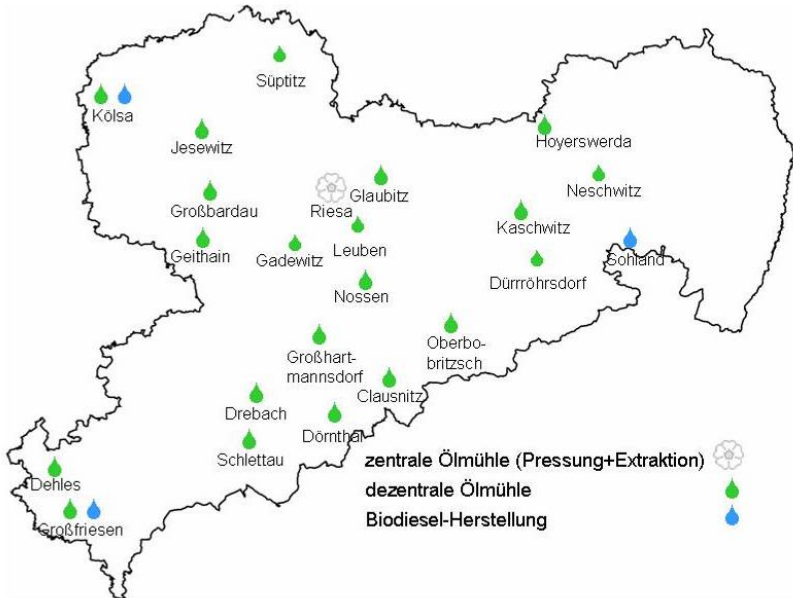 Süptitz
Kölsa
Jesewitz
Hoyerswerda
Neschwitz
Glaubitz
Großbardau
Riesa
Kaschwitz
Leuben
Geithain
Gadewitz
Sohland
Dürrröhrsdorf
Nossen
Oberbo-
britzsch
Großhart-
mannsdorf
Clausnitz
Drebach
Dörnthal
Schlettau
Dehles
Großfriesen
zentrale Ölmühle (Pressung+Extraktion)
dezentrale Ölmühle
Biodiesel-Herstellung